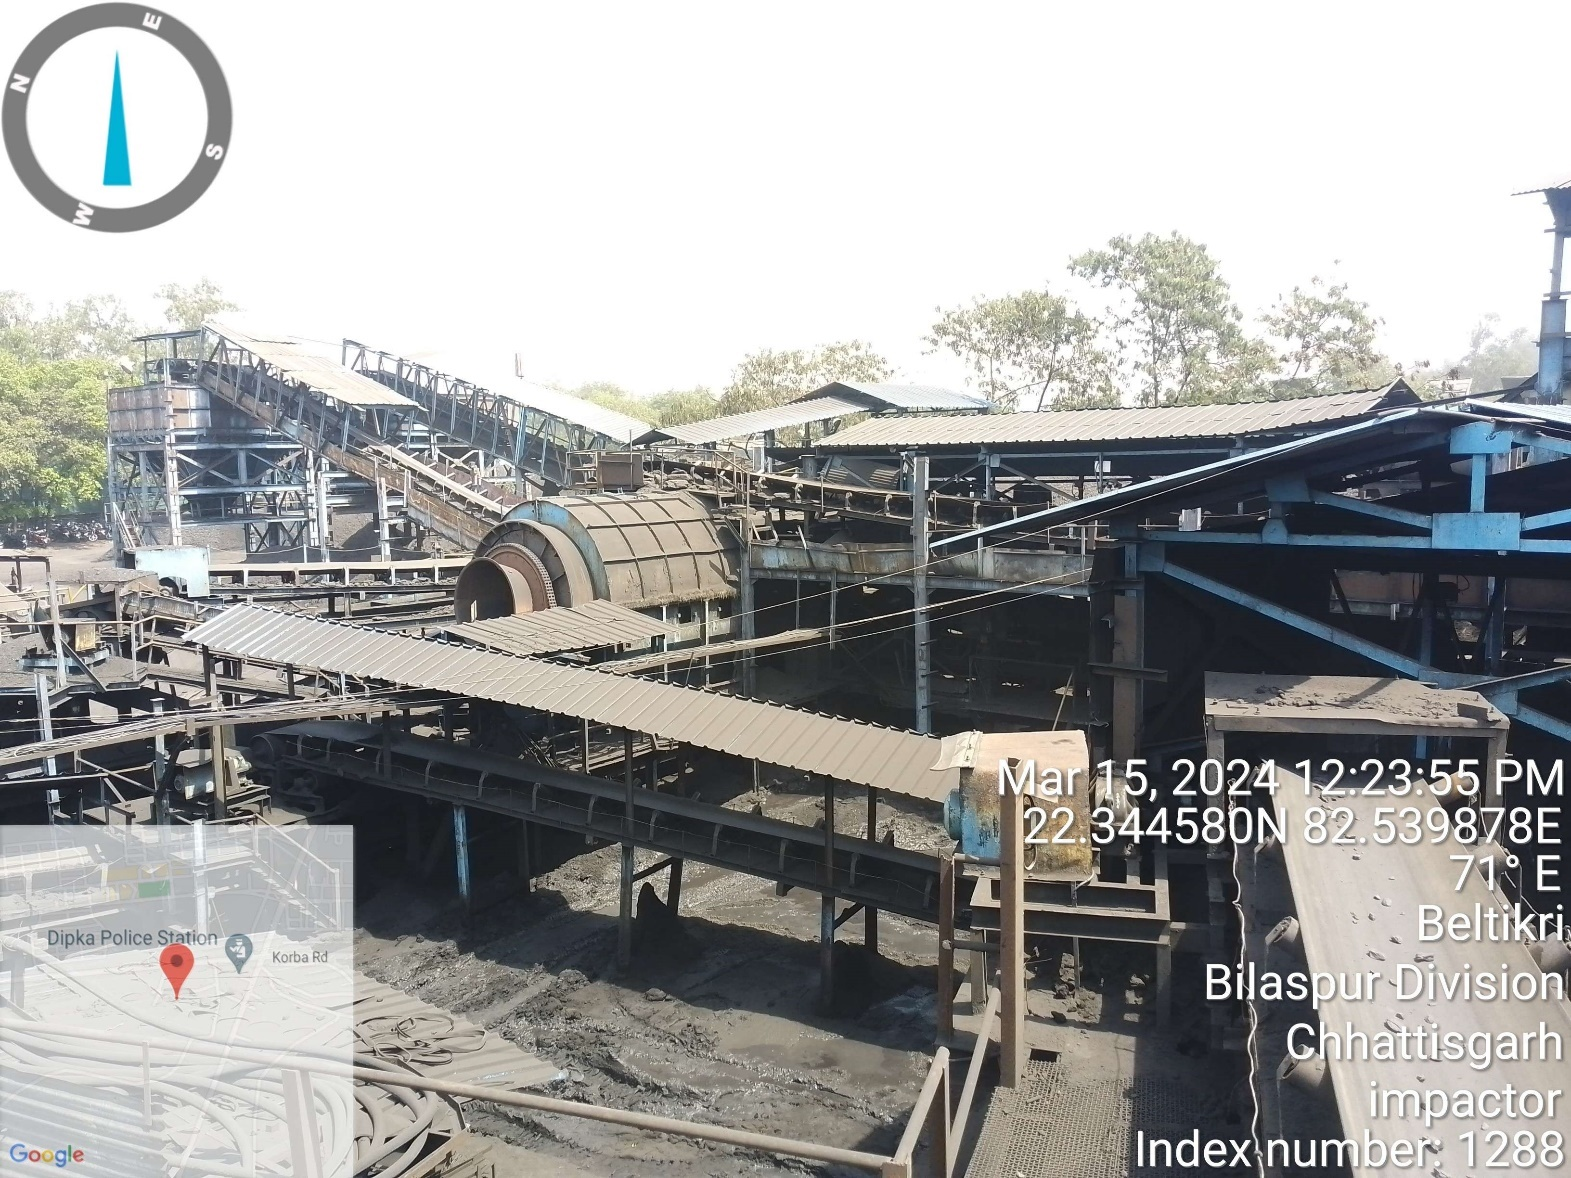 N
E
S
W
Mar 15, 2024 12:23:55 PM
22.344580N 82.539878E
71° E
Beltikri
Bilaspur Division
Chhattisgarh
impactor
Index number: 1288
Dipka Police Station
Korba Rd
Google